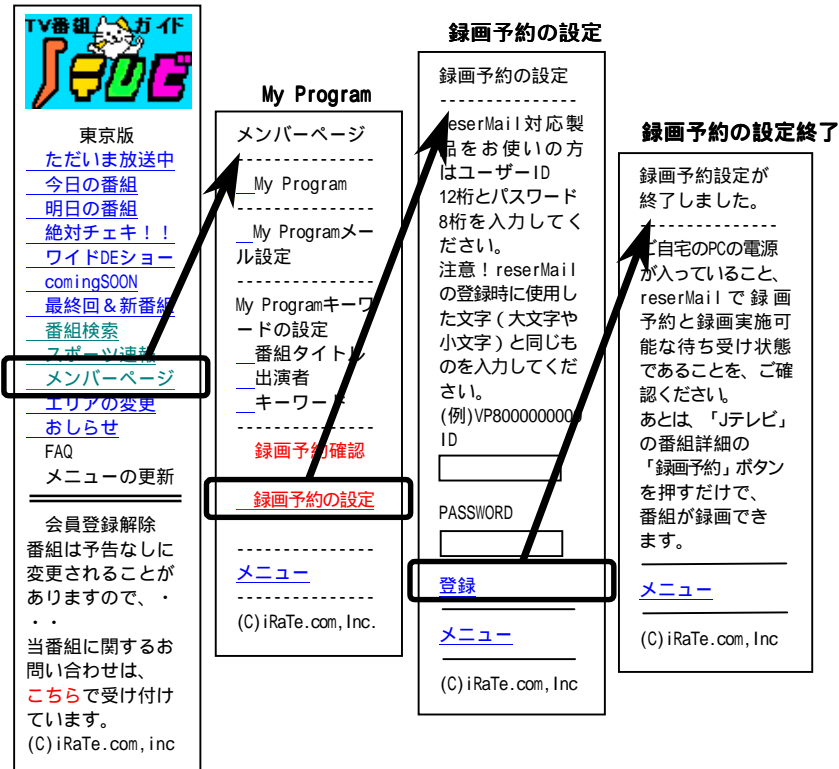 TV番組ガイド
Jテレビ
東京版
ただいま放送中
今日の番組
明日の番組
絶対チェキ！！
ワイドDEショー
comingSOON
最終回＆新番組
番組検索
スポーツ速報
メンバーページ
エリアの変更
おしらせ
FAQ
メニューの更新
会員登録解除
番組は予告なしに
変更されることが
ありますので、・
・・
当番組に関するお
問い合わせは、
こちらで受け付け
ています。
(C)iRaTe.com,inc
My Program
メンバーページ
---------------
My Program
---------------
My Programメー
ル設定
---------------
My Programキーワ
ードの設定
番組タイトル
出演者
キーワード
---------------
録画予約確認
録画予約の設定
---------------
メニュー
---------------
(C)iRaTe.com,Inc.
録画予約の設定
録画予約の設定
---------------
reserMail対応製
品をお使いの方
はユーザーID
12桁とパスワード
8桁を入力してく
ださい。
注意！reserMail
の登録時に使用し
た文字（大文字や
小文字）と同じも
のを入力してくだ
さい。
(例)VP8000000000
ID
PASSWORD
登録
メニュー
(C)iRaTe.com,Inc
録画予約の設定終了
録画予約設定が
終了しました。
---------------
ご自宅のPCの電源
が入っていること、
reserMailで録画
予約と録画実施可
能な待ち受け状態
であることを、ご確
認ください。
あとは、「Jテレビ」
の番組詳細の
「録画予約」ボタン
を押すだけで、
番組が録画でき
ます。
メニュー
(C)iRaTe.com,Inc